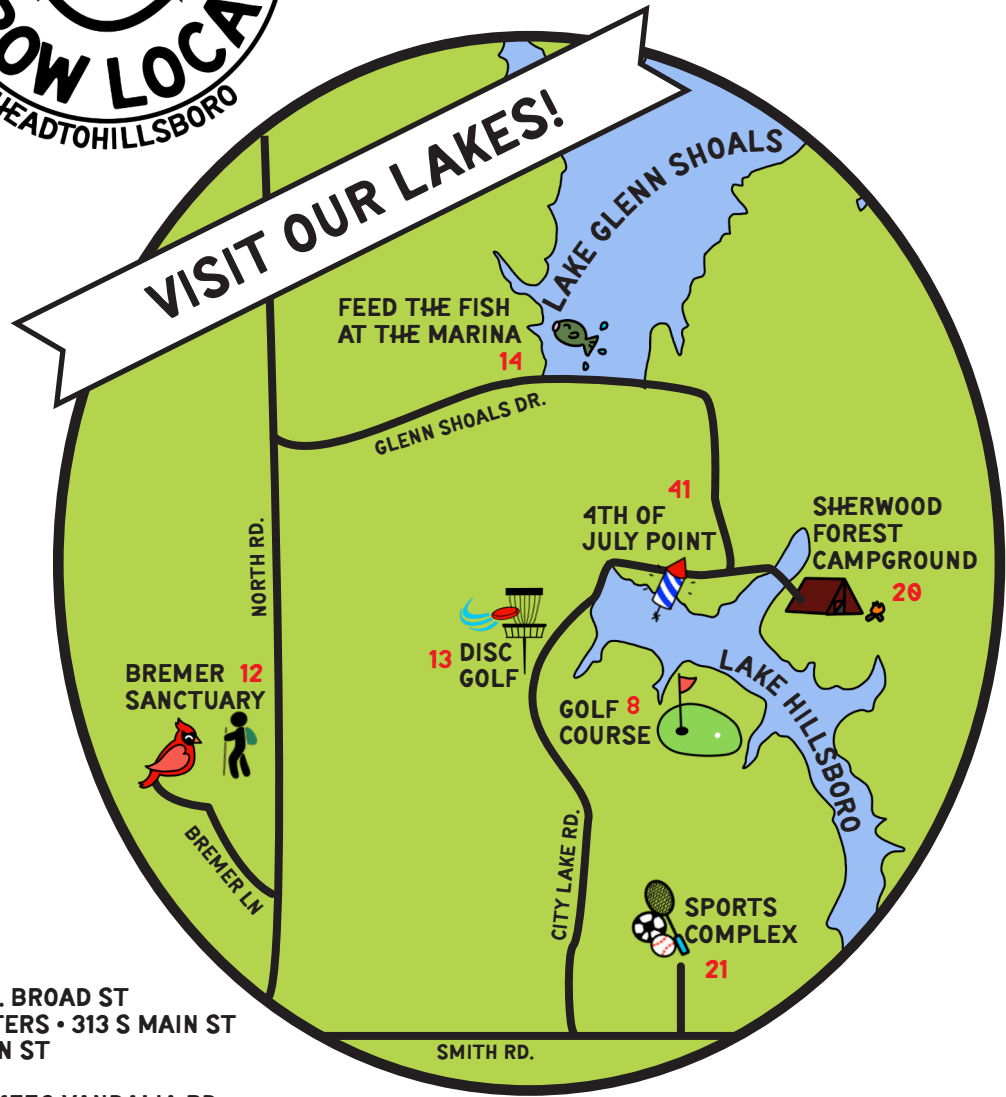 LOCA
HEADTOHILLSBORO
VISIT OUR LAKES!
LAKE GLENN SHOALS
FEED THE FISH
AT THE MARINA
14
GLENN SHOALS DR.
NORTH RD.
41
4TH OF
JULY POINT
SHERWOOD
FOREST
CAMPGROUND
20
13 DISC
GOLF
BREMER 12
SANCTUARY
GOLF 8
COURSE
LAKE HILLSBORO
BREMER LN
CITY LAKE RD.
SPORTS
COMPLEX
21
SMITH RD.
. BROAD ST
TERS • 313 S MAIN ST
N ST